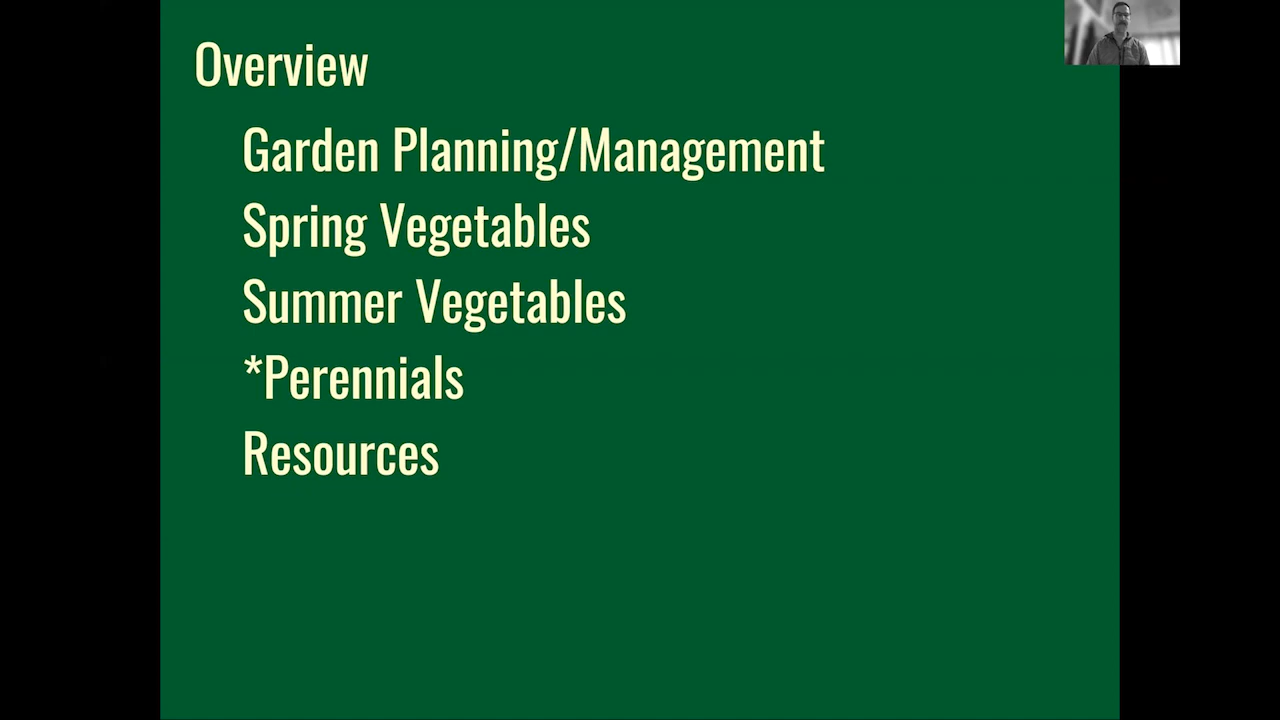 Overview
Garden Planning/Management
Spring Vegetables
Summer Vegetables
*Perennials
Resources